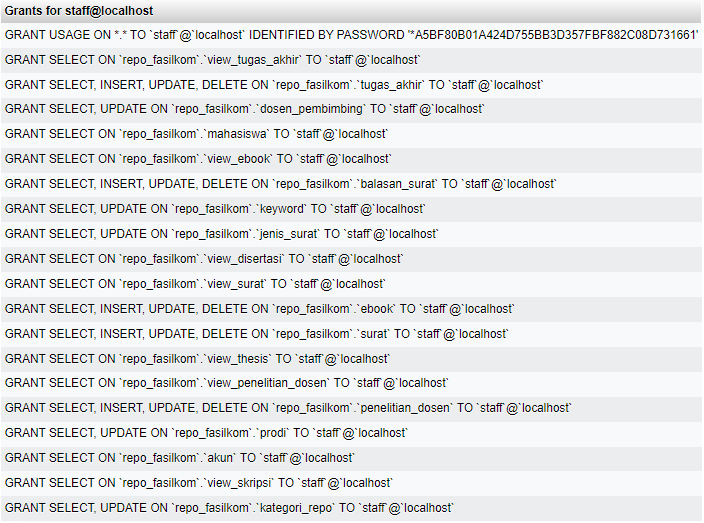 Grants for staff@localhost
GRANT USAGE ON *.* TO `staff`@`localhost` IDENTIFIED BY PASSWORD '*A5BF80B01A424D755BB3D357FBF882C08D731661'
GRANT SELECT ON `repo_fasilkom`.`view_tugas_akhir` TO `staff`@`localhost`
GRANT SELECT, INSERT, UPDATE, DELETE ON `repo_fasilkom`.`tugas_akhir` TO `staff`@`localhost`
GRANT SELECT, UPDATE ON `repo_fasilkom`.`dosen_pembimbing` TO `staff`@`localhost`
GRANT SELECT ON `repo_fasilkom`.`mahasiswa` TO `staff`@`localhost`
GRANT SELECT ON `repo_fasilkom`.`view_ebook` TO `staff`@`localhost`
GRANT SELECT, INSERT, UPDATE, DELETE ON `repo_fasilkom`.`balasan_surat` TO `staff`@`localhost`
GRANT SELECT, UPDATE ON `repo_fasilkom`.`keyword` TO `staff`@`localhost`
GRANT SELECT, UPDATE ON `repo_fasilkom`.`jenis_surat` TO `staff`@`localhost`
GRANT SELECT ON `repo_fasilkom`.`view_disertasi` TO `staff`@`localhost`
GRANT SELECT ON `repo_fasilkom`.`view_surat` TO `staff`@`localhost`
GRANT SELECT, INSERT, UPDATE, DELETE ON `repo_fasilkom`.`ebook` TO `staff`@`localhost`
GRANT SELECT, INSERT, UPDATE, DELETE ON `repo_fasilkom`.`surat` TO `staff`@`localhost`
GRANT SELECT ON `repo_fasilkom`.`view_thesis` TO `staff`@`localhost`
GRANT SELECT ON `repo_fasilkom`.`view_penelitian_dosen` TO `staff`@`localhost`
GRANT SELECT, INSERT, UPDATE, DELETE ON `repo_fasilkom`.`penelitian_dosen` TO `staff`@`localhost`
GRANT SELECT, UPDATE ON `repo_fasilkom`.`prodi` TO `staff`@`localhost`
GRANT SELECT ON `repo_fasilkom`.`akun` TO `staff`@`localhost`
GRANT SELECT ON `repo_fasilkom`.`view_skripsi` TO `staff`@`localhost`
GRANT SELECT, UPDATE ON `repo_fasilkom`.`kategori_repo` TO `staff`@`localhost`